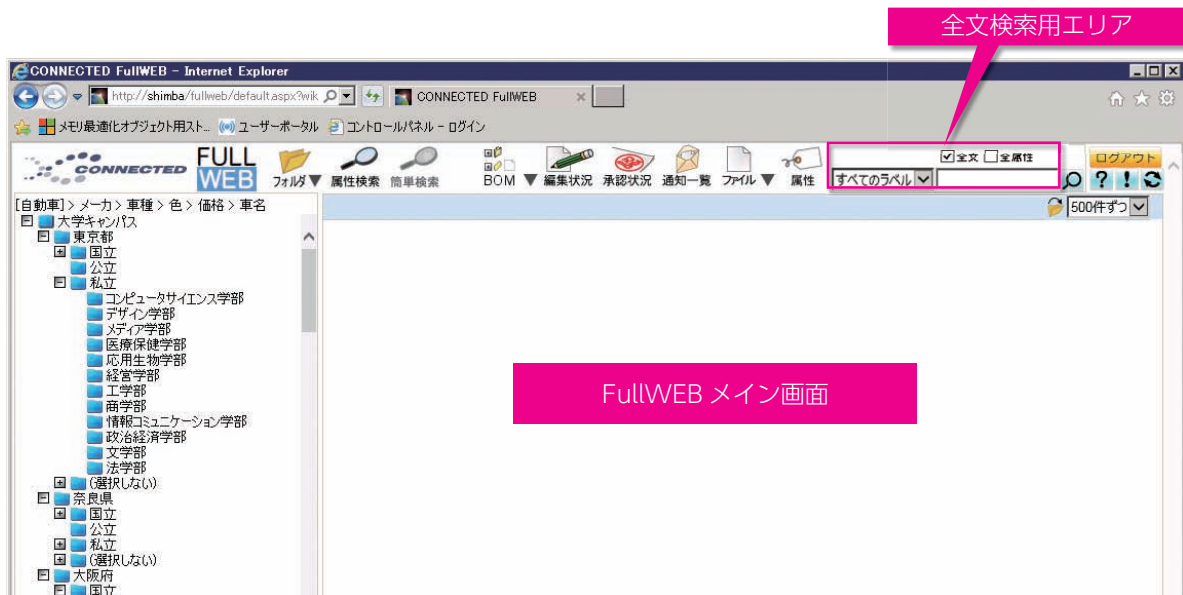 全文検索用エリア
CONNECTED FullWEB - Internet Explorer
http://shimba/fullweb/default.aspx?wik
CONNECTED FullWEB
メモリ最適化オブジェクト用スト... ユーザーポータル コントロールパネル - ログイン
CONNECTED FULL WEB フォルダ▼ 属性検索 簡単検索 BOM ▼ 編集状況 承認状況 通知一覧 ファイル ▼ 属性
全文 全属性
すべてのラベル
ログアウト
? !
[自動車] > メーカ > 車種 > 色 > 価格 > 車名
500件ずつ
大学キャンパス
東京都
国立
公立
私立
コンピュータサイエンス学部
デザイン学部
メディア学部
医療保健学部
応用生物学部
経営学部
工学部
商学部
情報コミュニケーション学部
政治経済学部
文学部
法学部
(選択しない)
奈良県
国立
公立
私立
(選択しない)
大阪府
国立
FullWEB メイン画面